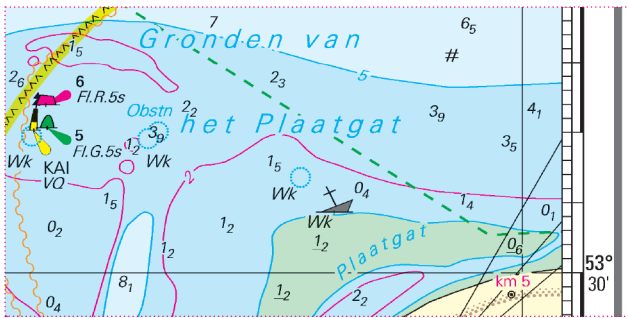 7
6₅
Gronden van
1₅
#
5
2₆
2₃
6
Fl.R.5s
2₂
4₁
3₉
Obstn
het Plaatgat
3₉
5
Fl.G.5s
1₂
3₅
Wk
KAI
VQ
Wk
1₅
0₄
2
Wk
1₅
1₄
0₁
0₂
1₂
Wk
1₂
1₂
0₆
Plaatgat
53°
30'
8₁
km 5
1₂
2₂
0₄